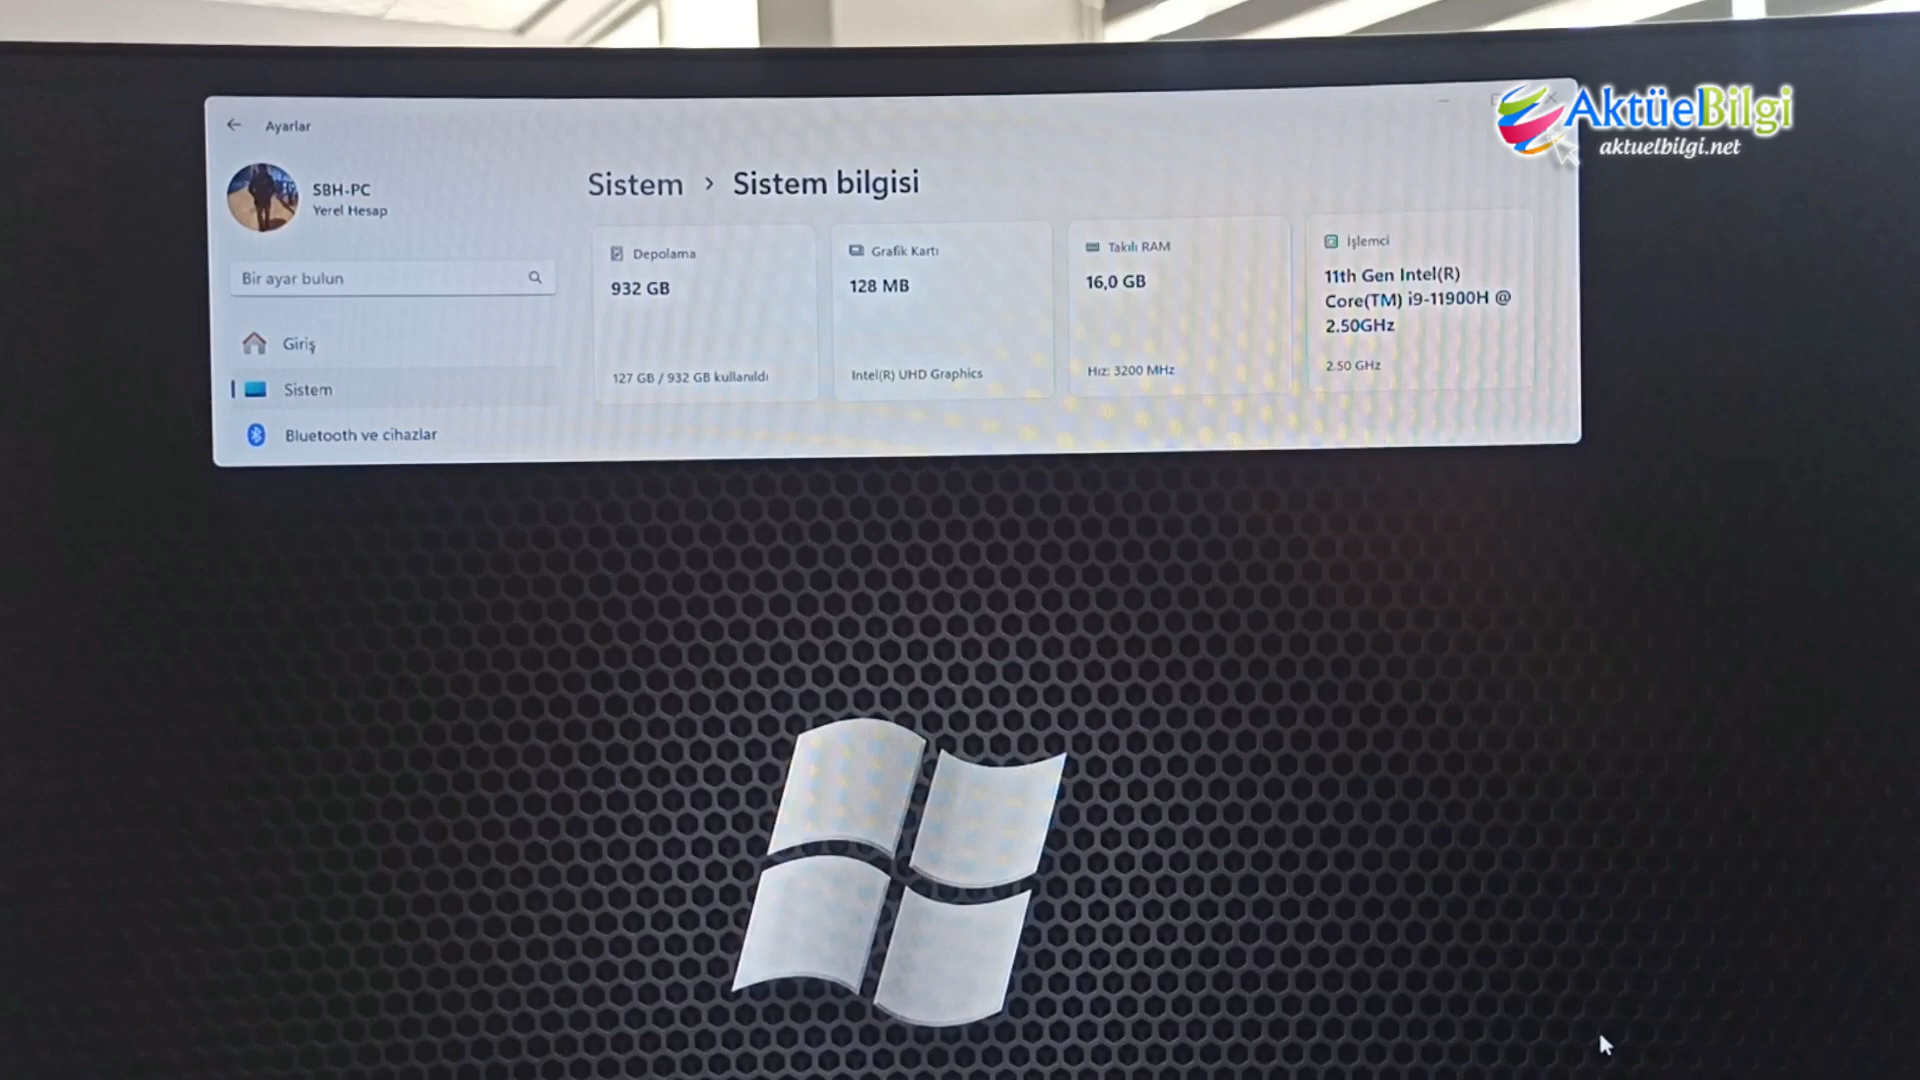 AktüelBilgi
aktuelbilgi.net
Ayarlar
SBH-PC
Yerel Hesap
Bir ayar bulun
Giriş
Sistem
Bluetooth ve cihazlar
Sistem > Sistem bilgisi
Depolama
932 GB
127 GB / 932 GB kullanıldı
Grafik Kartı
128 MB
Intel(R) UHD Graphics
Takılı RAM
16,0 GB
Hız: 3200 MHz
İşlemci
11th Gen Intel(R)
Core(TM) i9-11900H @
2.50GHz
2.50 GHz